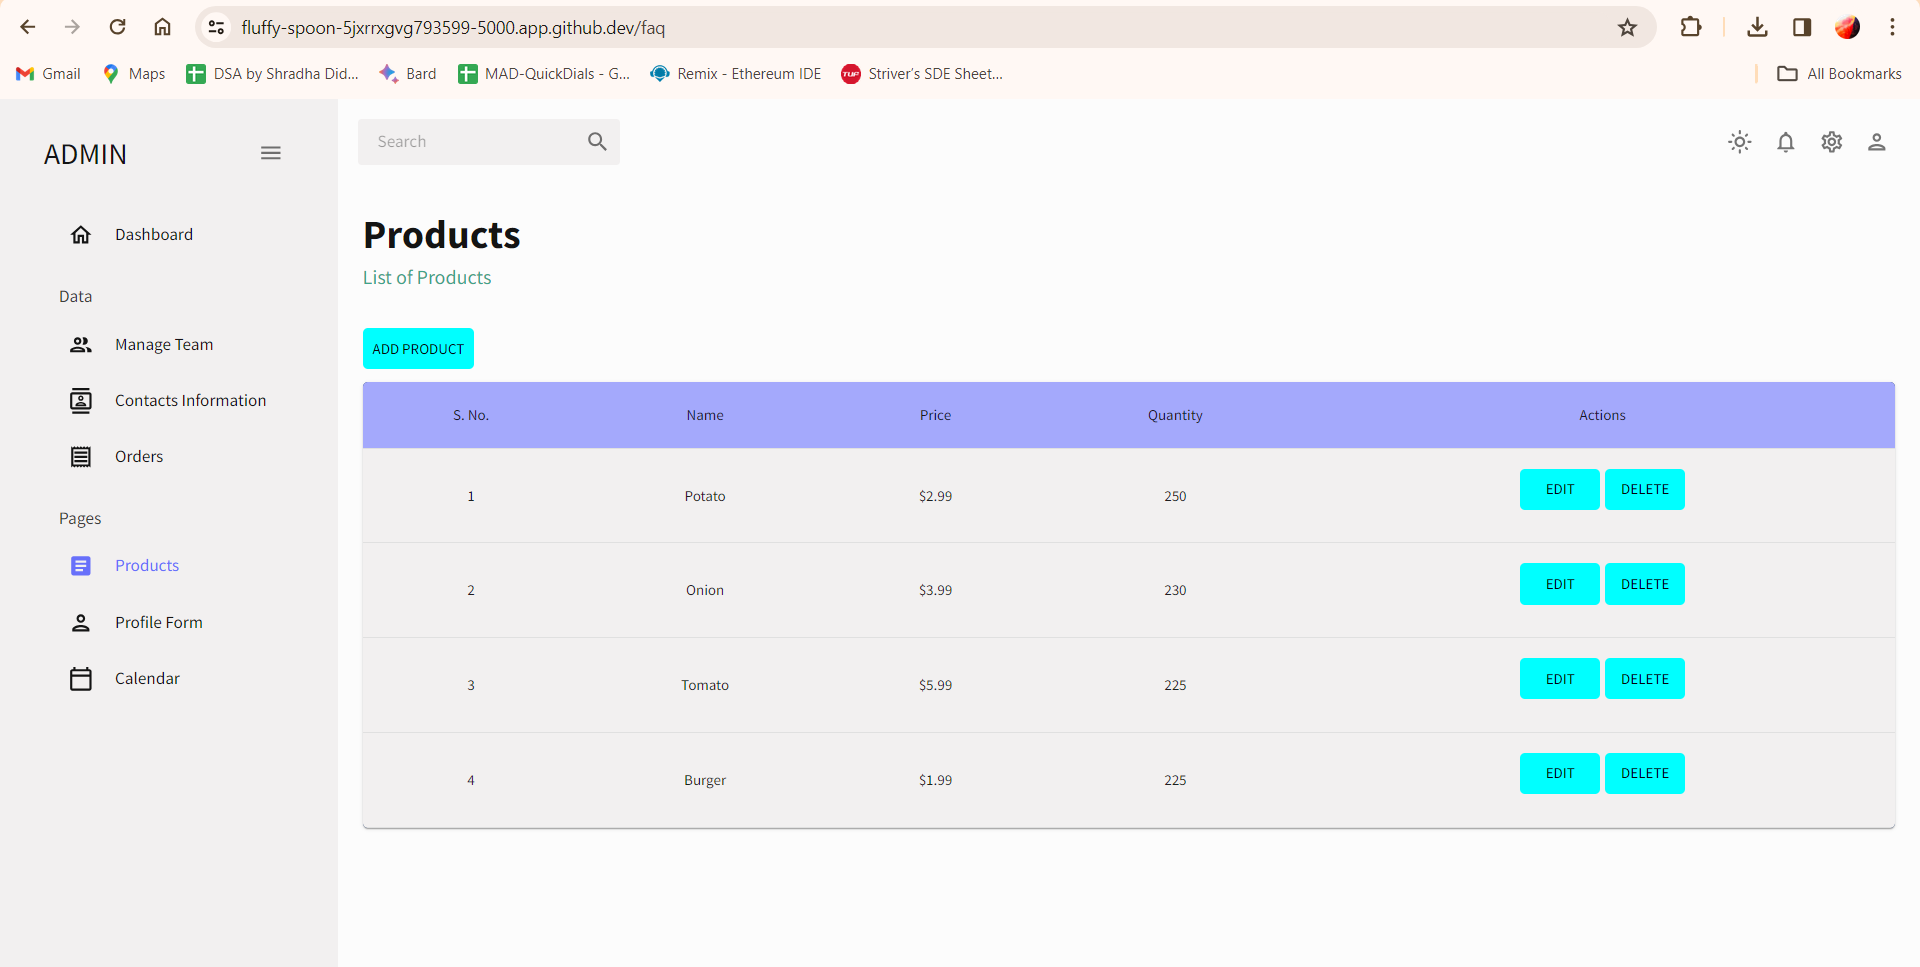 fluffy-spoon-5jxrrxgvg793599-5000.app.github.dev/faq
Gmail Maps DSA by Shradha Did... Bard MAD-QuickDials - G... Remix - Ethereum IDE TUF Striver's SDE Sheet... All Bookmarks
ADMIN
Dashboard
Data
Manage Team
Contacts Information
Orders
Pages
Products
Profile Form
Calendar
Search
Products
List of Products
ADD PRODUCT
S. No. Name Price Quantity Actions
1 Potato $2.99 250 EDIT DELETE
2 Onion $3.99 230 EDIT DELETE
3 Tomato $5.99 225 EDIT DELETE
4 Burger $1.99 225 EDIT DELETE